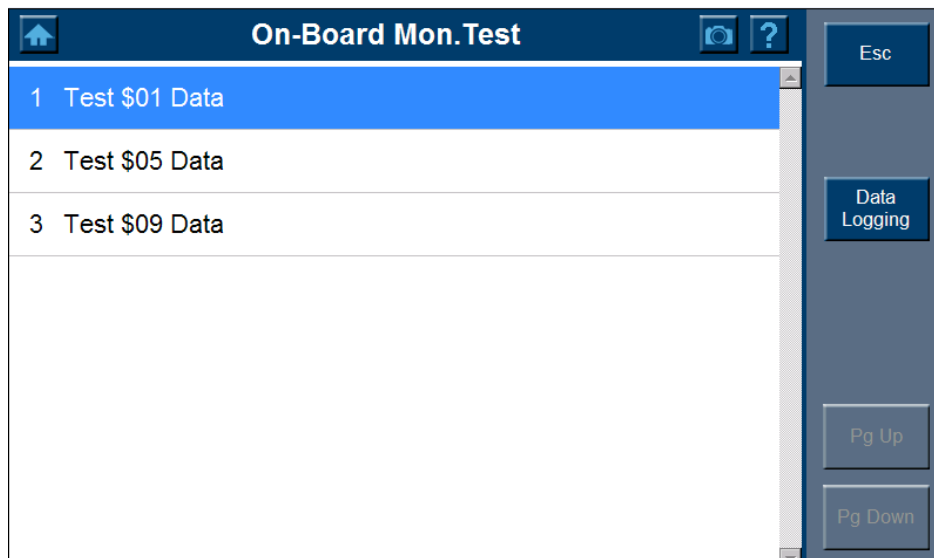 On-Board Mon.Test
?
Esc
1 Test $01 Data
2 Test $05 Data
3 Test $09 Data
Data
Logging
Pg Up
Pg Down